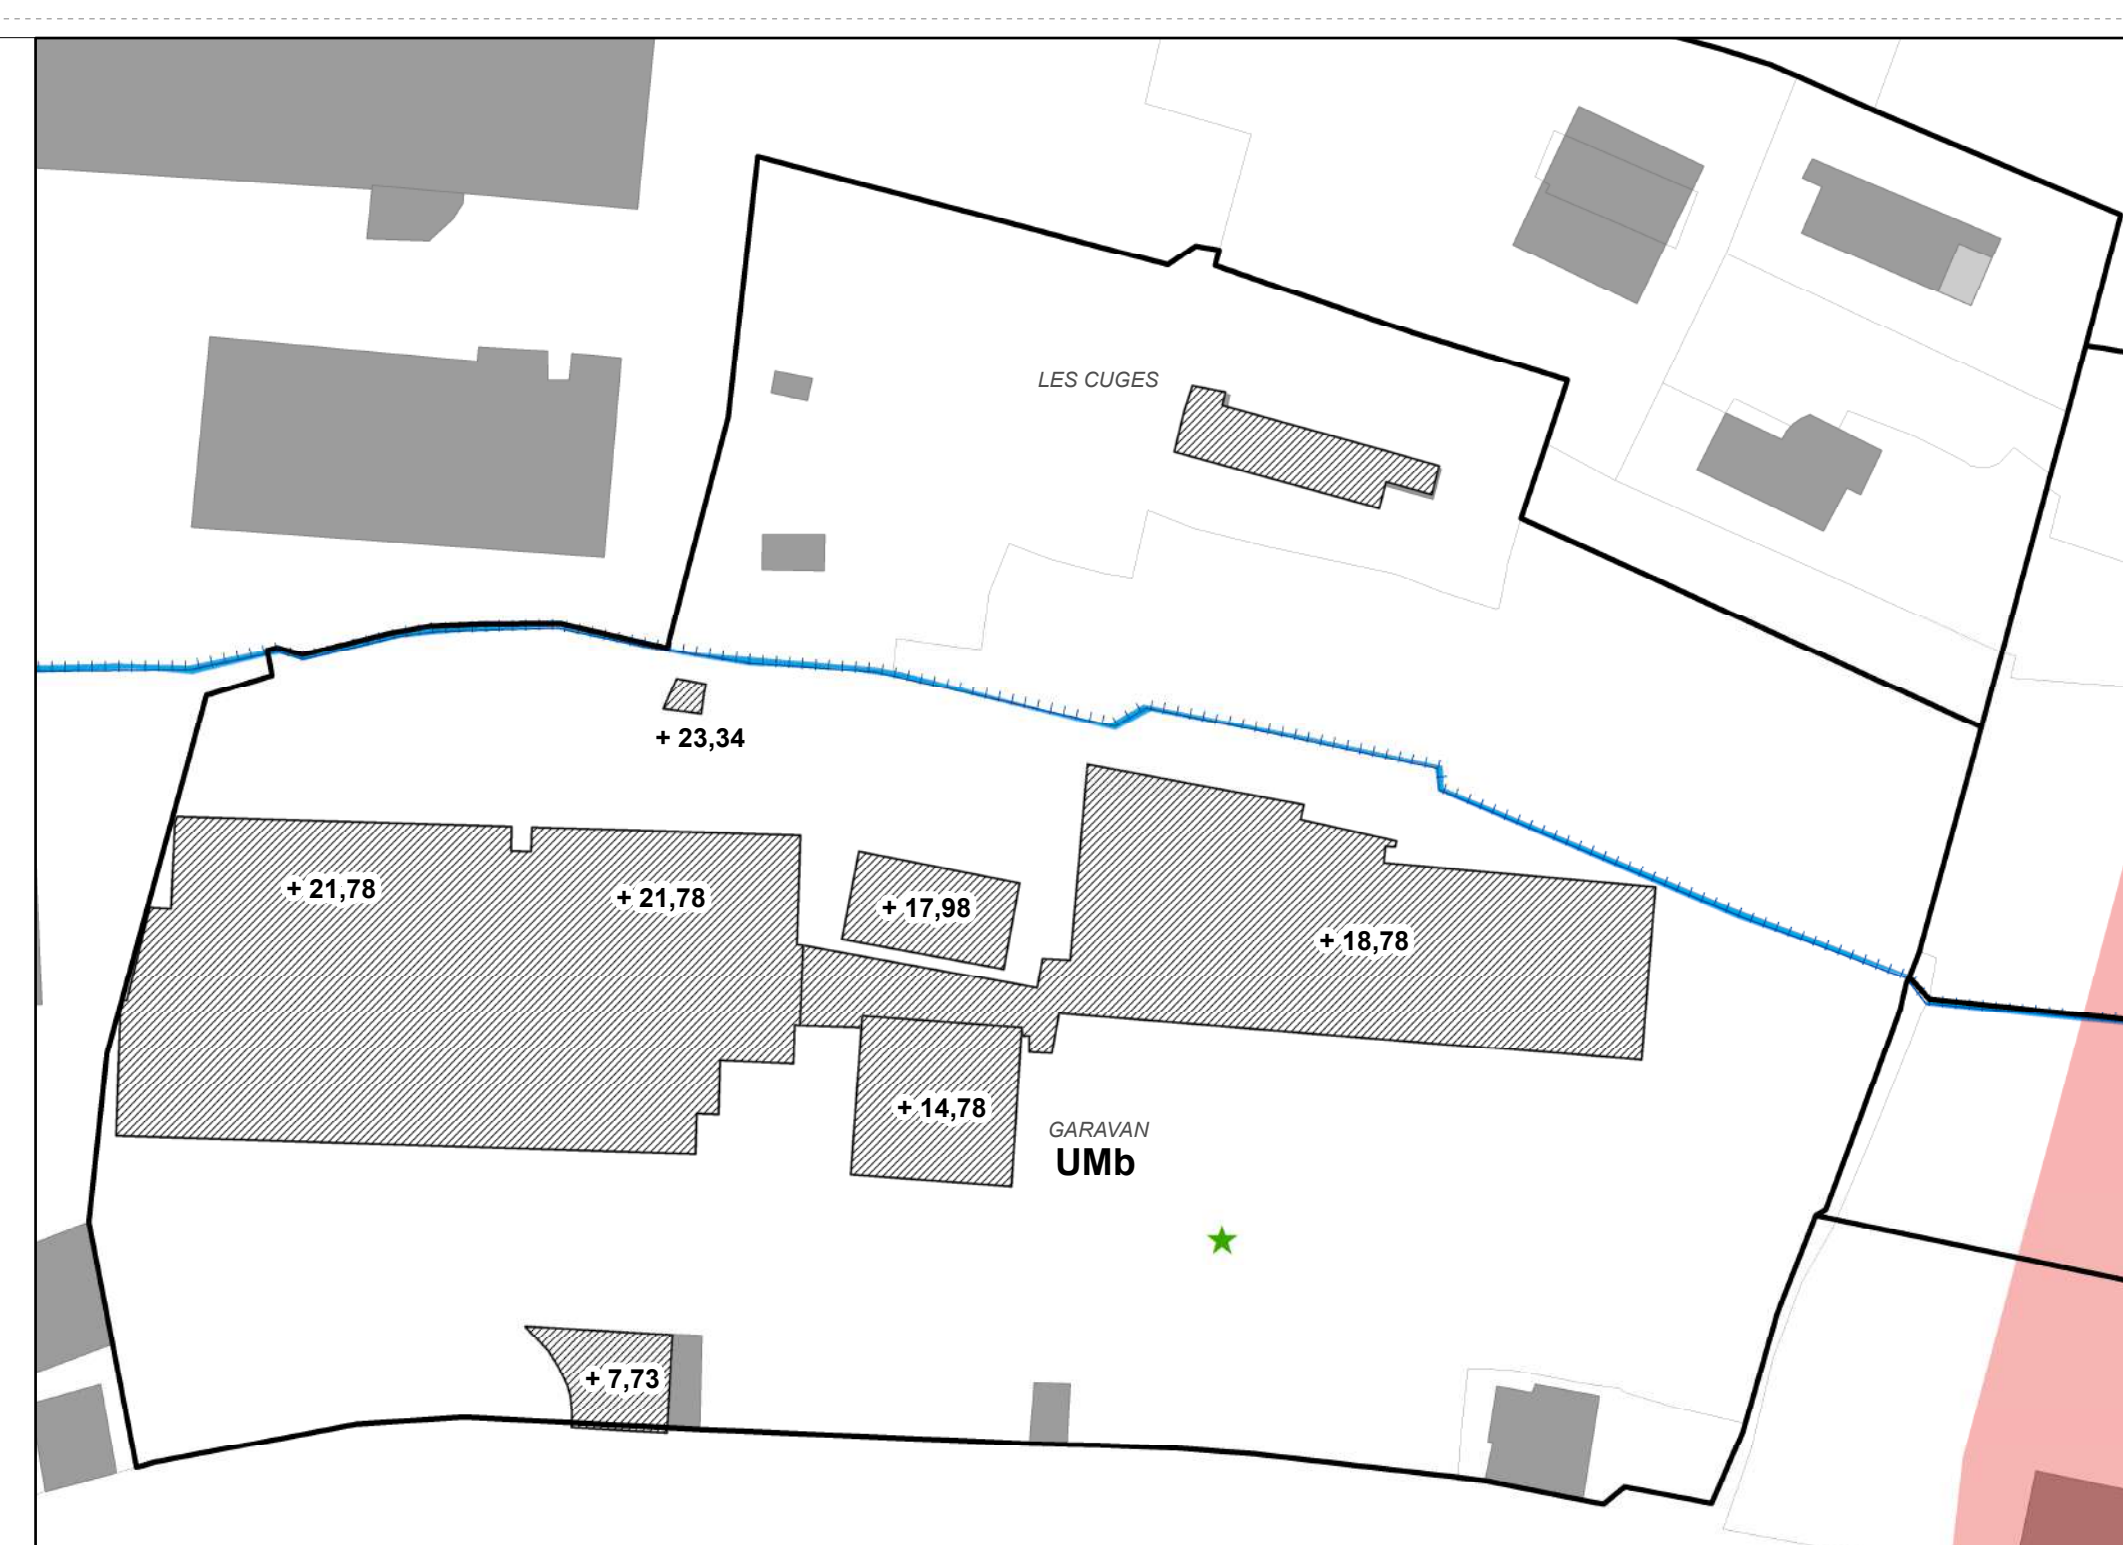 LES CUGES
+ 23,34
+ 21,78
+ 21,78
+ 17,98
+ 18,78
+ 14,78
GARAVAN
UMb
+ 7,73